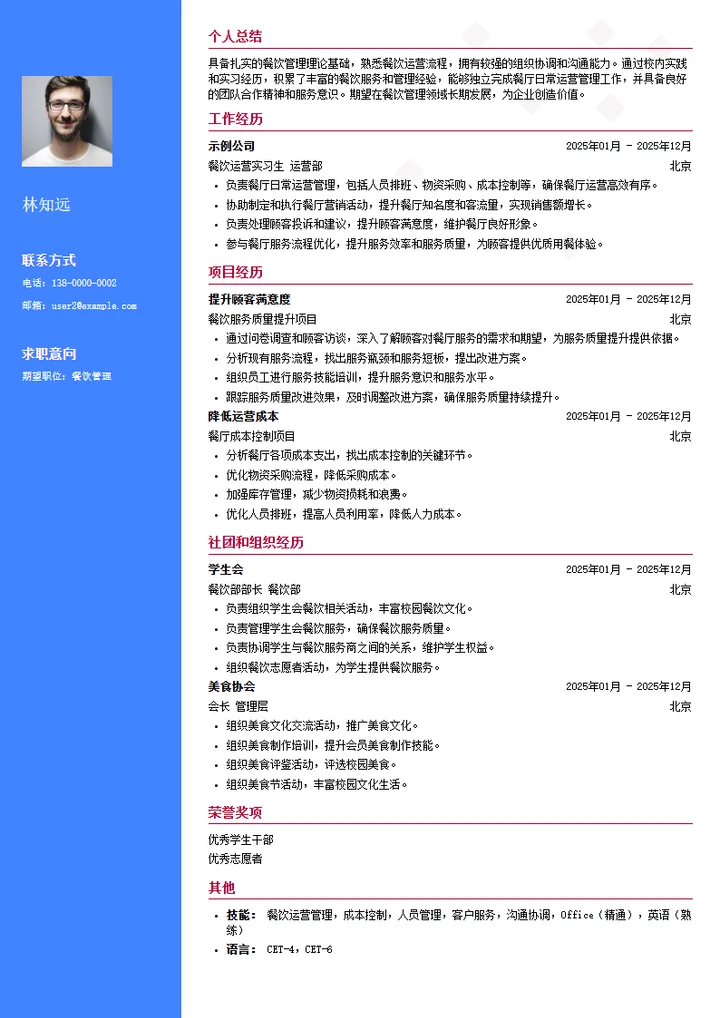 林知远
联系方式
电话：138-0000-0002
邮箱：user2@example.com
求职意向
期望职位：餐饮管理
个人总结
具备扎实的餐饮管理理论基础，熟悉餐饮运营流程，拥有较强的组织协调和沟通能力。通过校内实践
和实习经历，积累了丰富的餐饮服务和管理经验，能够独立完成餐厅日常运营管理工作，并具备良好
的团队合作精神和服务意识。期望在餐饮管理领域长期发展，为企业创造价值。
工作经历
示例公司 2025年01月 - 2025年12月
餐饮运营实习生 运营部 北京
• 负责餐厅日常运营管理，包括人员排班、物资采购、成本控制等，确保餐厅运营高效有序。
• 协助制定和执行餐厅营销活动，提升餐厅知名度和客流量，实现销售额增长。
• 负责处理顾客投诉和建议，提升顾客满意度，维护餐厅良好形象。
• 参与餐厅服务流程优化，提升服务效率和服务质量，为顾客提供优质用餐体验。
项目经历
提升顾客满意度 2025年01月 - 2025年12月
餐饮服务质量提升项目 北京
• 通过问卷调查和顾客访谈，深入了解顾客对餐厅服务的需求和期望，为服务质量提升提供依据。
• 分析现有服务流程，找出服务瓶颈和服务短板，提出改进方案。
• 组织员工进行服务技能培训，提升服务意识和服务水平。
• 跟踪服务质量改进效果，及时调整改进方案，确保服务质量持续提升。
降低运营成本 2025年01月 - 2025年12月
餐厅成本控制项目 北京
• 分析餐厅各项成本支出，找出成本控制的关键环节。
• 优化物资采购流程，降低采购成本。
• 加强库存管理，减少物资损耗和浪费。
• 优化人员排班，提高人员利用率，降低人力成本。
社团和组织经历
学生会 2025年01月 - 2025年12月
餐饮部部长 餐饮部 北京
• 负责组织学生会餐饮相关活动，丰富校园餐饮文化。
• 负责管理学生会餐饮服务，确保餐饮服务质量。
• 负责协调学生与餐饮服务商之间的关系，维护学生权益。
• 组织餐饮志愿者活动，为学生提供餐饮服务。
美食协会 2025年01月 - 2025年12月
会长 管理层 北京
• 组织美食文化交流活动，推广美食文化。
• 组织美食制作培训，提升会员美食制作技能。
• 组织美食评鉴活动，评选校园美食。
• 组织美食节活动，丰富校园文化生活。
荣誉奖项
优秀学生干部
优秀志愿者
其他
• 技能： 餐饮运营管理，成本控制，人员管理，客户服务，沟通协调，Office（精通），英语（熟
练）
• 语言： CET-4，CET-6